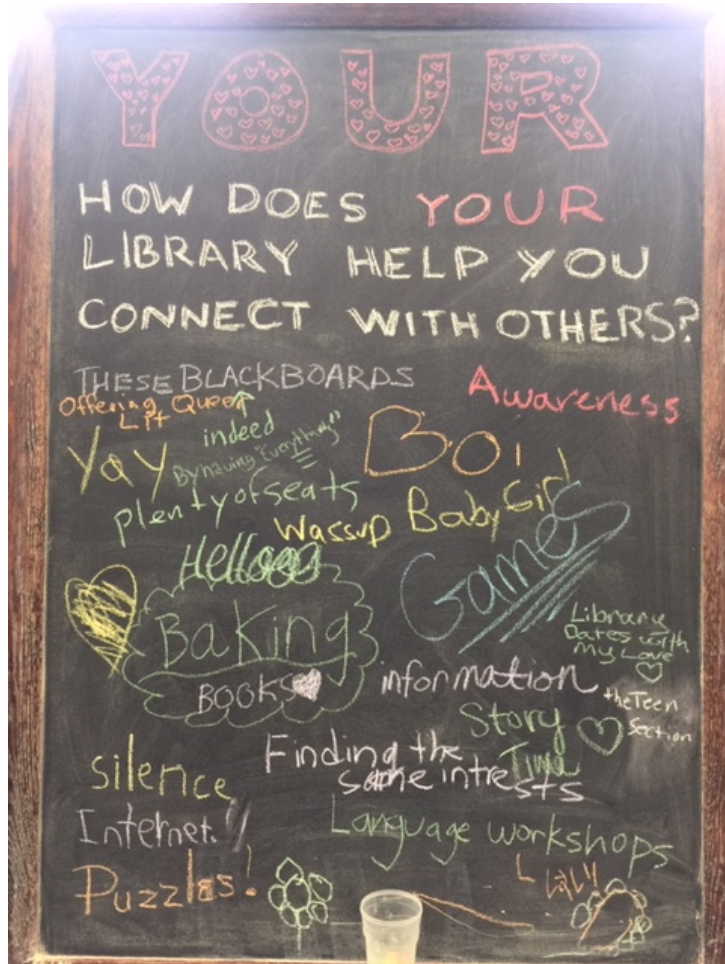 YOUR
HOW DOES YOUR
LIBRARY HELP YOU
CONNECT WITH OTHERS?
THESE BLACKBOARDS
Awareness
Offering Queer
Lit
indeed
Yay
By having "Everything"
Boi
plenty of seats
Wassup Baby Girl
Hellooo
Games
Baking
BOOKS
Library
Dates with
My Love
information
the Teen
Section
Story
Time
Finding the
same intrests
silence
Internet!!
Language workshops
Puzzles!